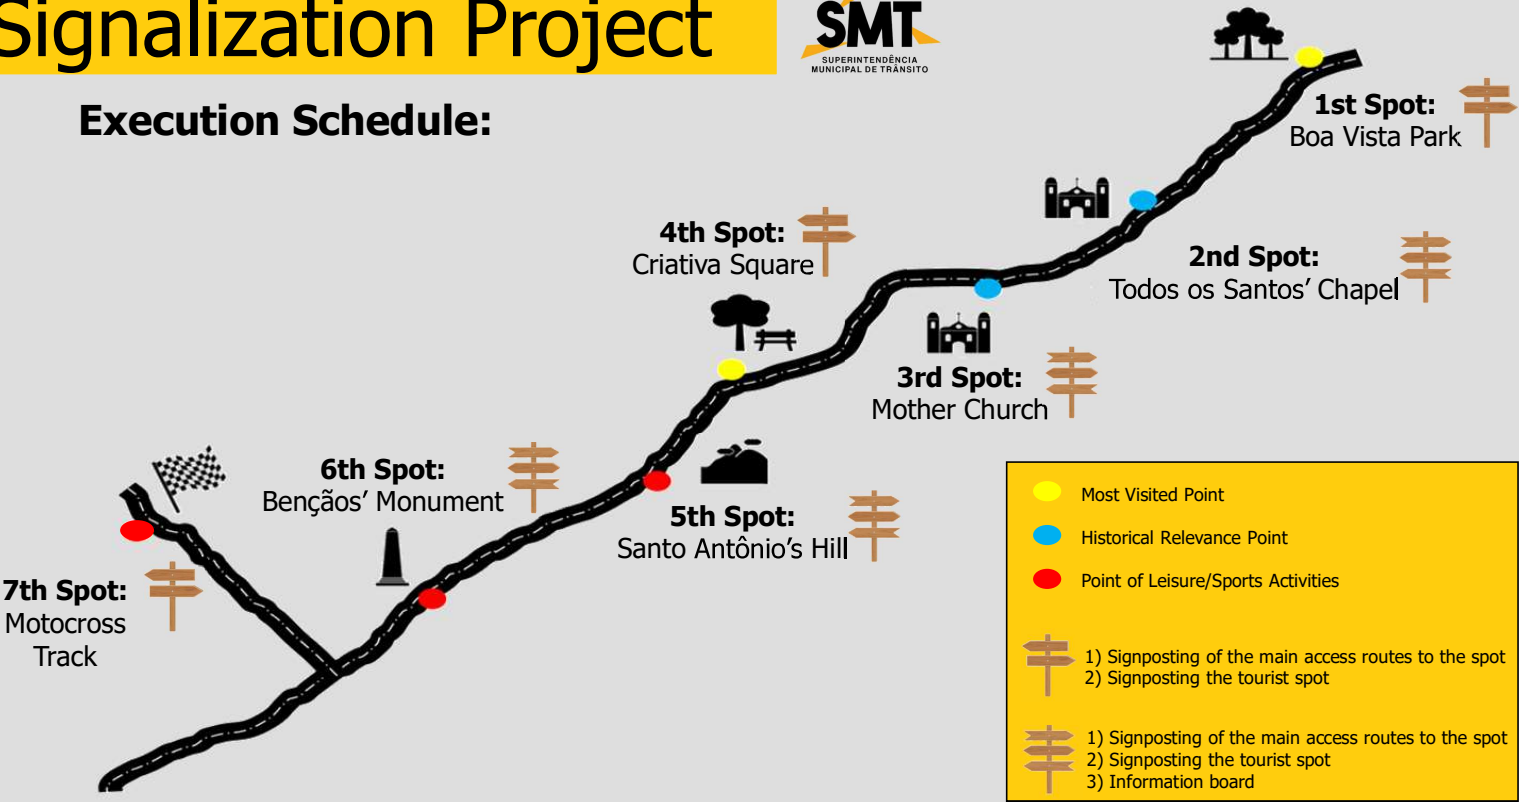 Signalization Project
SMT
SUPERINTENDÊNCIA
MUNICIPAL DE TRÂNSITO
Execution Schedule:
1st Spot:
Boa Vista Park
2nd Spot:
Todos os Santos’ Chapel
3rd Spot:
Mother Church
4th Spot:
Criativa Square
5th Spot:
Santo Antônio’s Hill
6th Spot:
Bençãos’ Monument
7th Spot:
Motocross
Track
Most Visited Point
Historical Relevance Point
Point of Leisure/Sports Activities
1) Signposting of the main access routes to the spot
2) Signposting the tourist spot
1) Signposting of the main access routes to the spot
2) Signposting the tourist spot
3) Information board